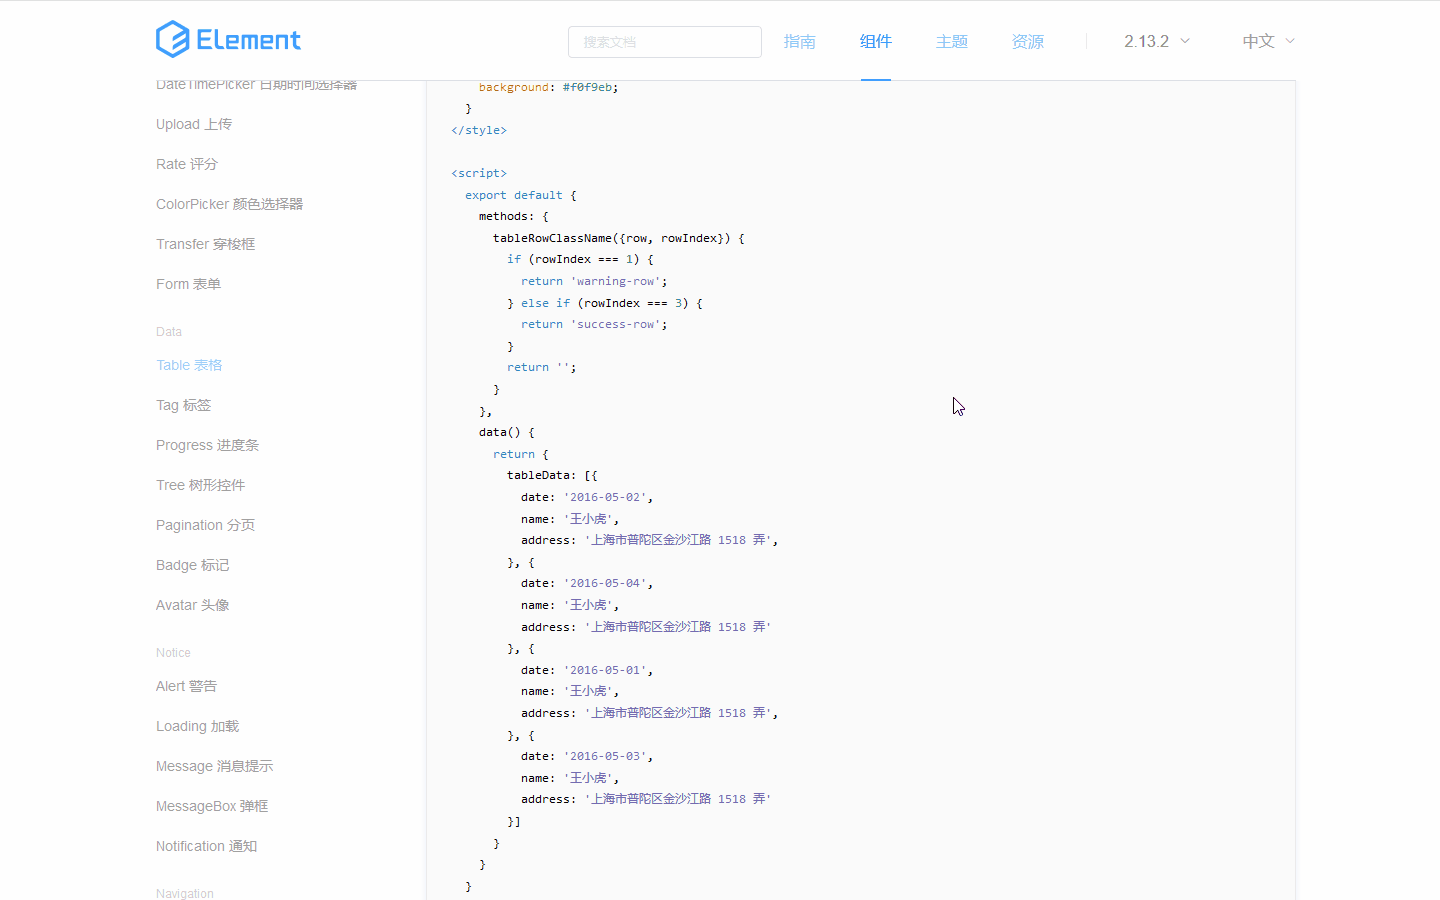 Element
搜索文档
指南
组件
主题
资源
2.13.2
中文
DateTimePicker 日期时间选择器
Upload 上传
Rate 评分
ColorPicker 颜色选择器
Transfer 穿梭框
Form 表单
Data
Table 表格
Tag 标签
Progress 进度条
Tree 树形控件
Pagination 分页
Badge 标记
Avatar 头像
Notice
Alert 警告
Loading 加载
Message 消息提示
MessageBox 弹框
Notification 通知
Navigation
background: #f0f9eb;
}
</style>
<script>
export default {
methods: {
tableRowClassName({row, rowIndex}) {
if (rowIndex === 1) {
return 'warning-row';
} else if (rowIndex === 3) {
return 'success-row';
}
return '';
}
},
data() {
return {
tableData: [{
date: '2016-05-02',
name: '王小虎',
address: '上海市普陀区金沙江路 1518 弄',
}, {
date: '2016-05-04',
name: '王小虎',
address: '上海市普陀区金沙江路 1518 弄'
}, {
date: '2016-05-01',
name: '王小虎',
address: '上海市普陀区金沙江路 1518 弄',
}, {
date: '2016-05-03',
name: '王小虎',
address: '上海市普陀区金沙江路 1518 弄'
}]
}
}
}